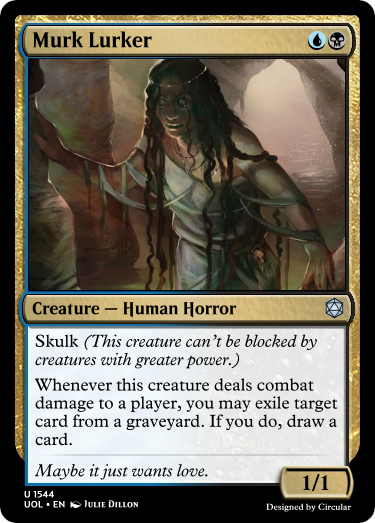 Murk Lurker
Creature — Human Horror
Skulk (This creature can't be blocked by
creatures with greater power.)
Whenever this creature deals combat
damage to a player, you may exile target
card from a graveyard. If you do, draw a
card.
Maybe it just wants love.
1/1
U 1544
UOL • EN Julie Dillon
Designed by Circular